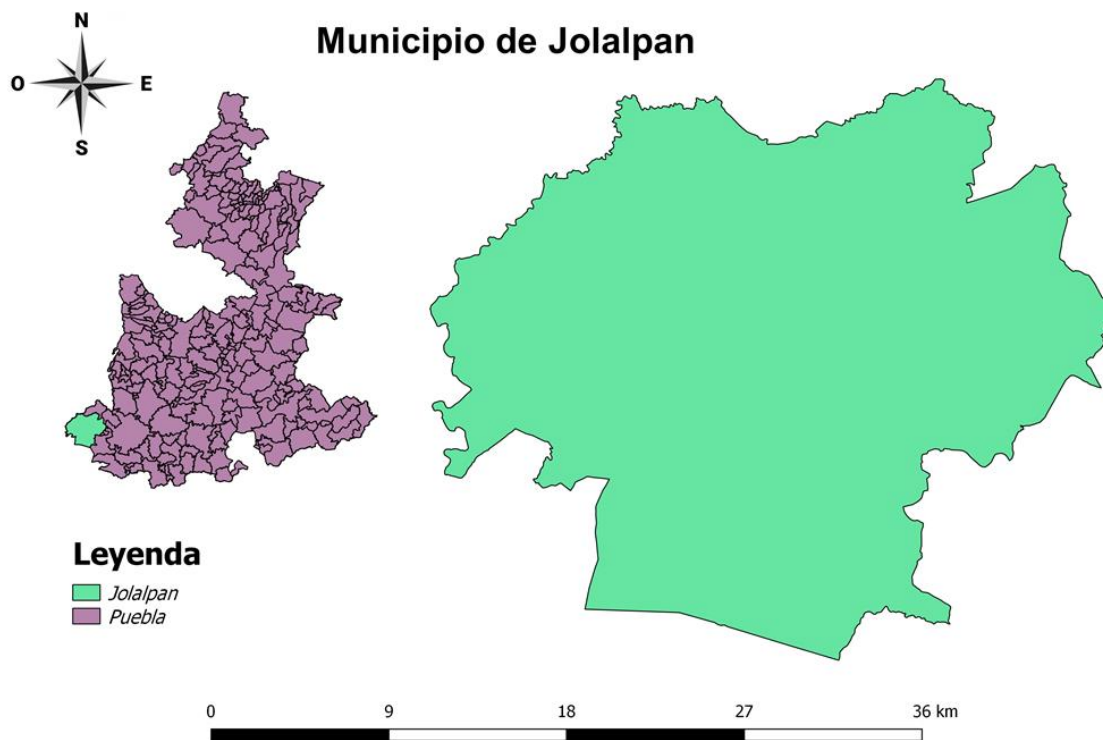 Municipio de Jolalpan
N
O
E
S
Leyenda
Jolalpan
Puebla
0 9 18 27 36 km